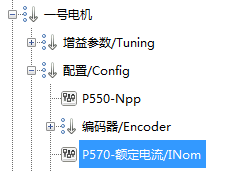 一号电机
增益参数/Tuning
配置/Config
P550-Npp
编码器/Encoder
P570-额定电流/INom